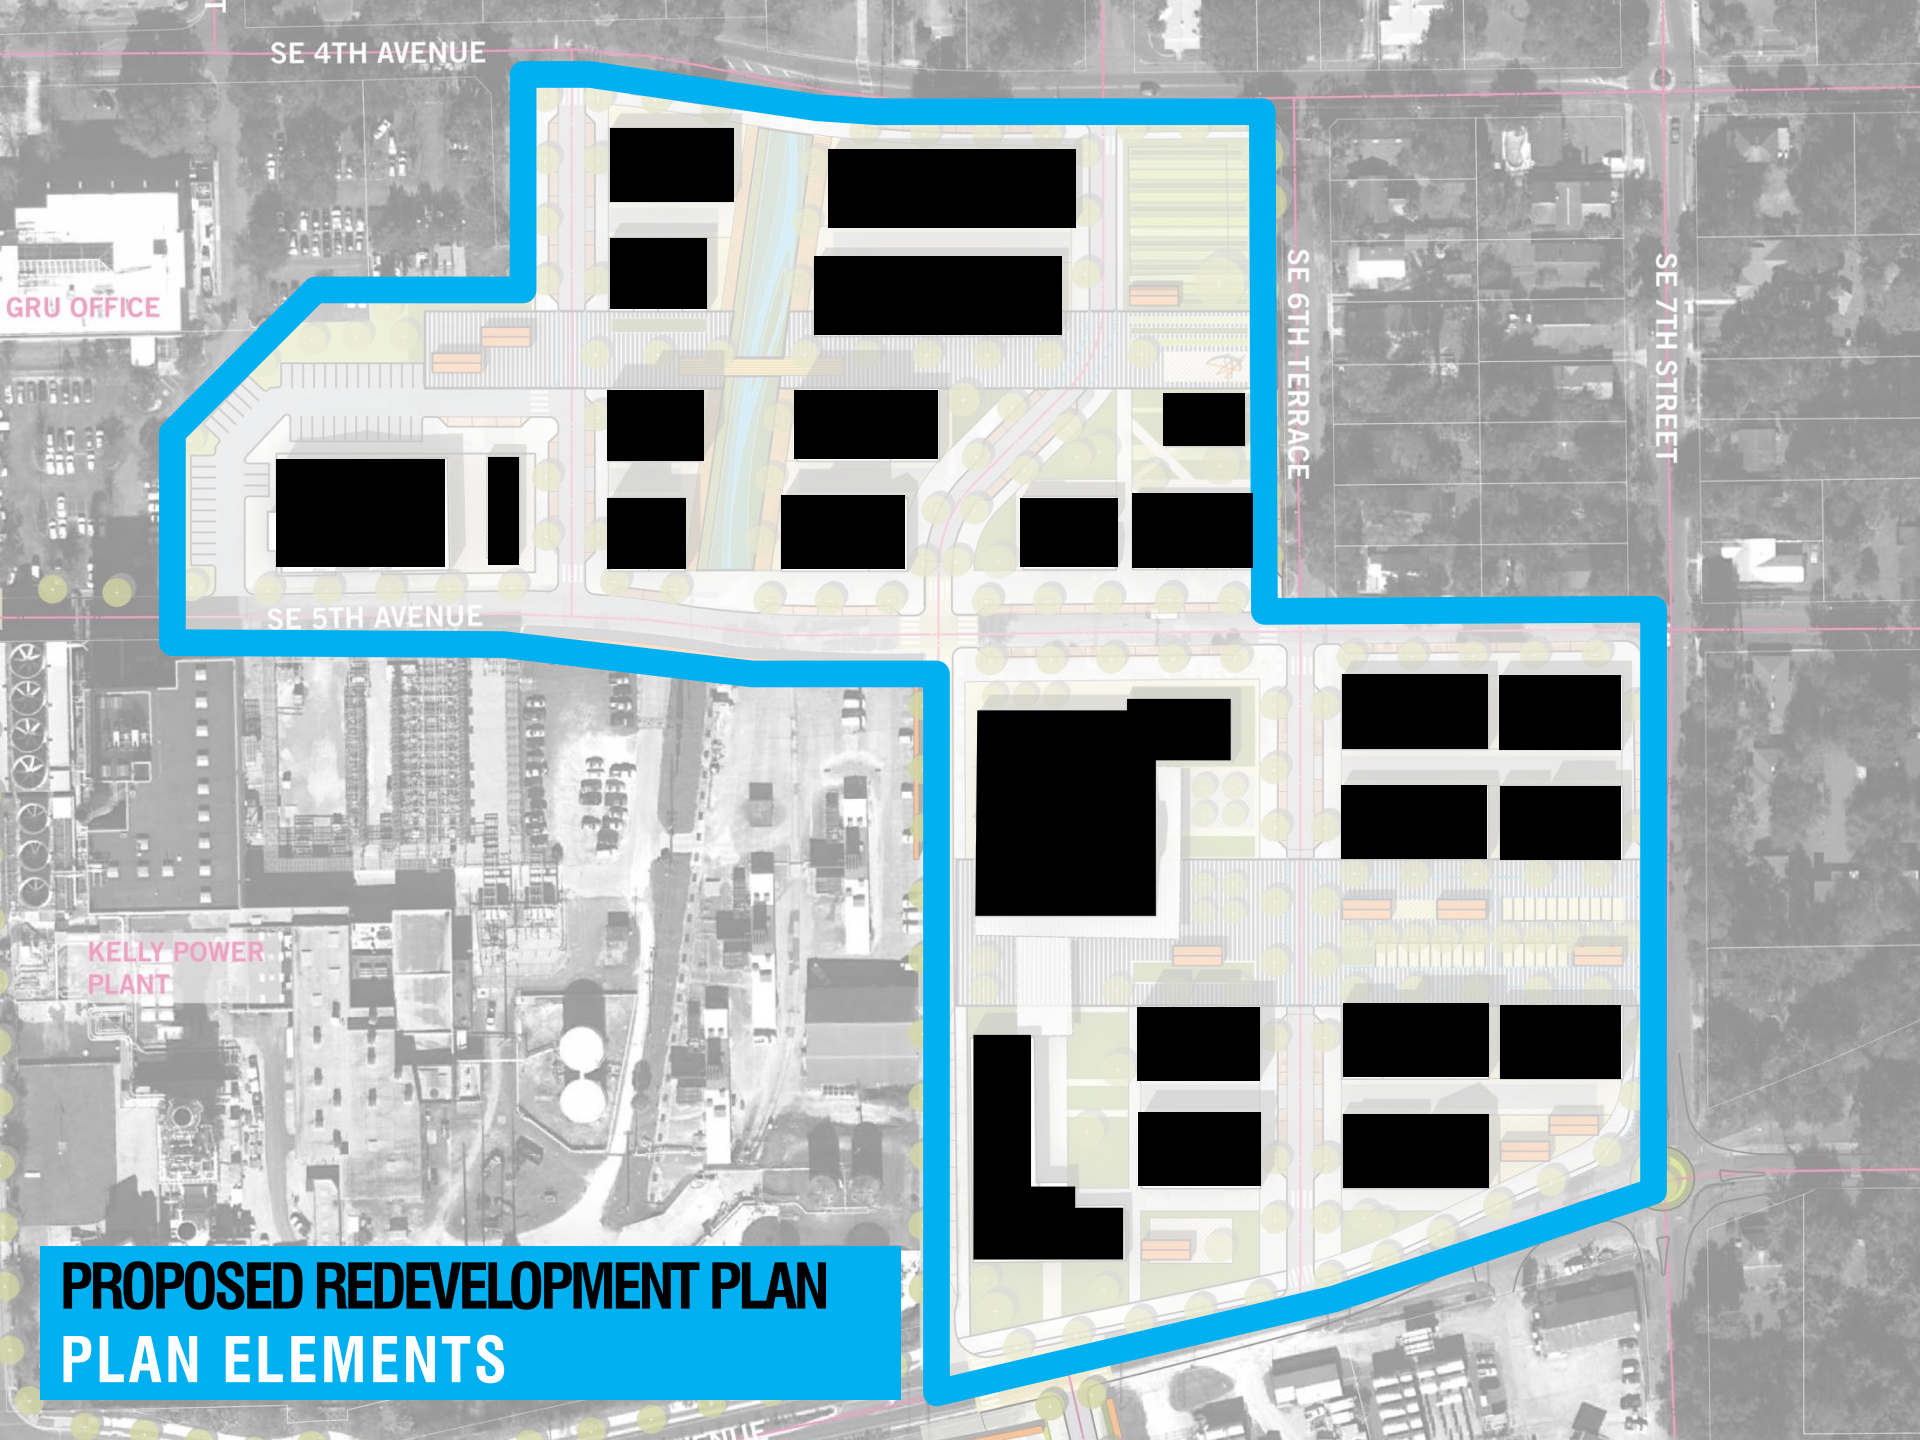 SE 4TH AVENUE
GRU OFFICE
SE 6TH TERRACE
SE 7TH STREET
SE 5TH AVENUE
KELLY POWER
PLANT
PROPOSED REDEVELOPMENT PLAN
PLAN ELEMENTS